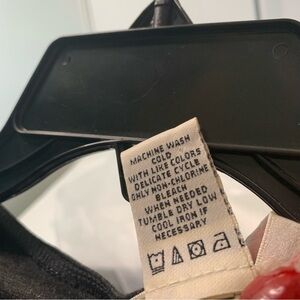 MACHINE WASH
COLD
WITH LIKE COLORS
DELICATE CYCLE
ONLY NON-CHLORINE
BLEACH
WHEN NEEDED
TUMBLE DRY LOW
COOL IRON IF
NECESSARY